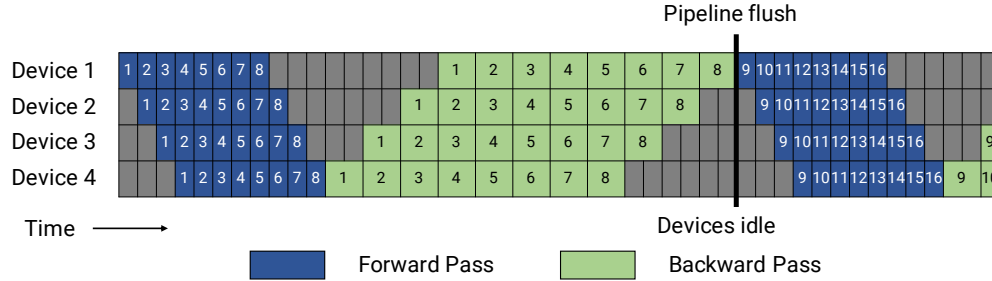 Pipeline flush
Device 1 1 2 3 4 5 6 7 8 1 2 3 4 5 6 7 8 9 10 11 12 13 14 15 16
Device 2 1 2 3 4 5 6 7 8 1 2 3 4 5 6 7 8 9 10 11 12 13 14 15 16
Device 3 1 2 3 4 5 6 7 8 1 2 3 4 5 6 7 8 9 10 11 12 13 14 15 16 9
Device 4 1 2 3 4 5 6 7 8 1 2 3 4 5 6 7 8 9 10 11 12 13 14 15 16 9 10
Time
Devices idle
Forward Pass
Backward Pass